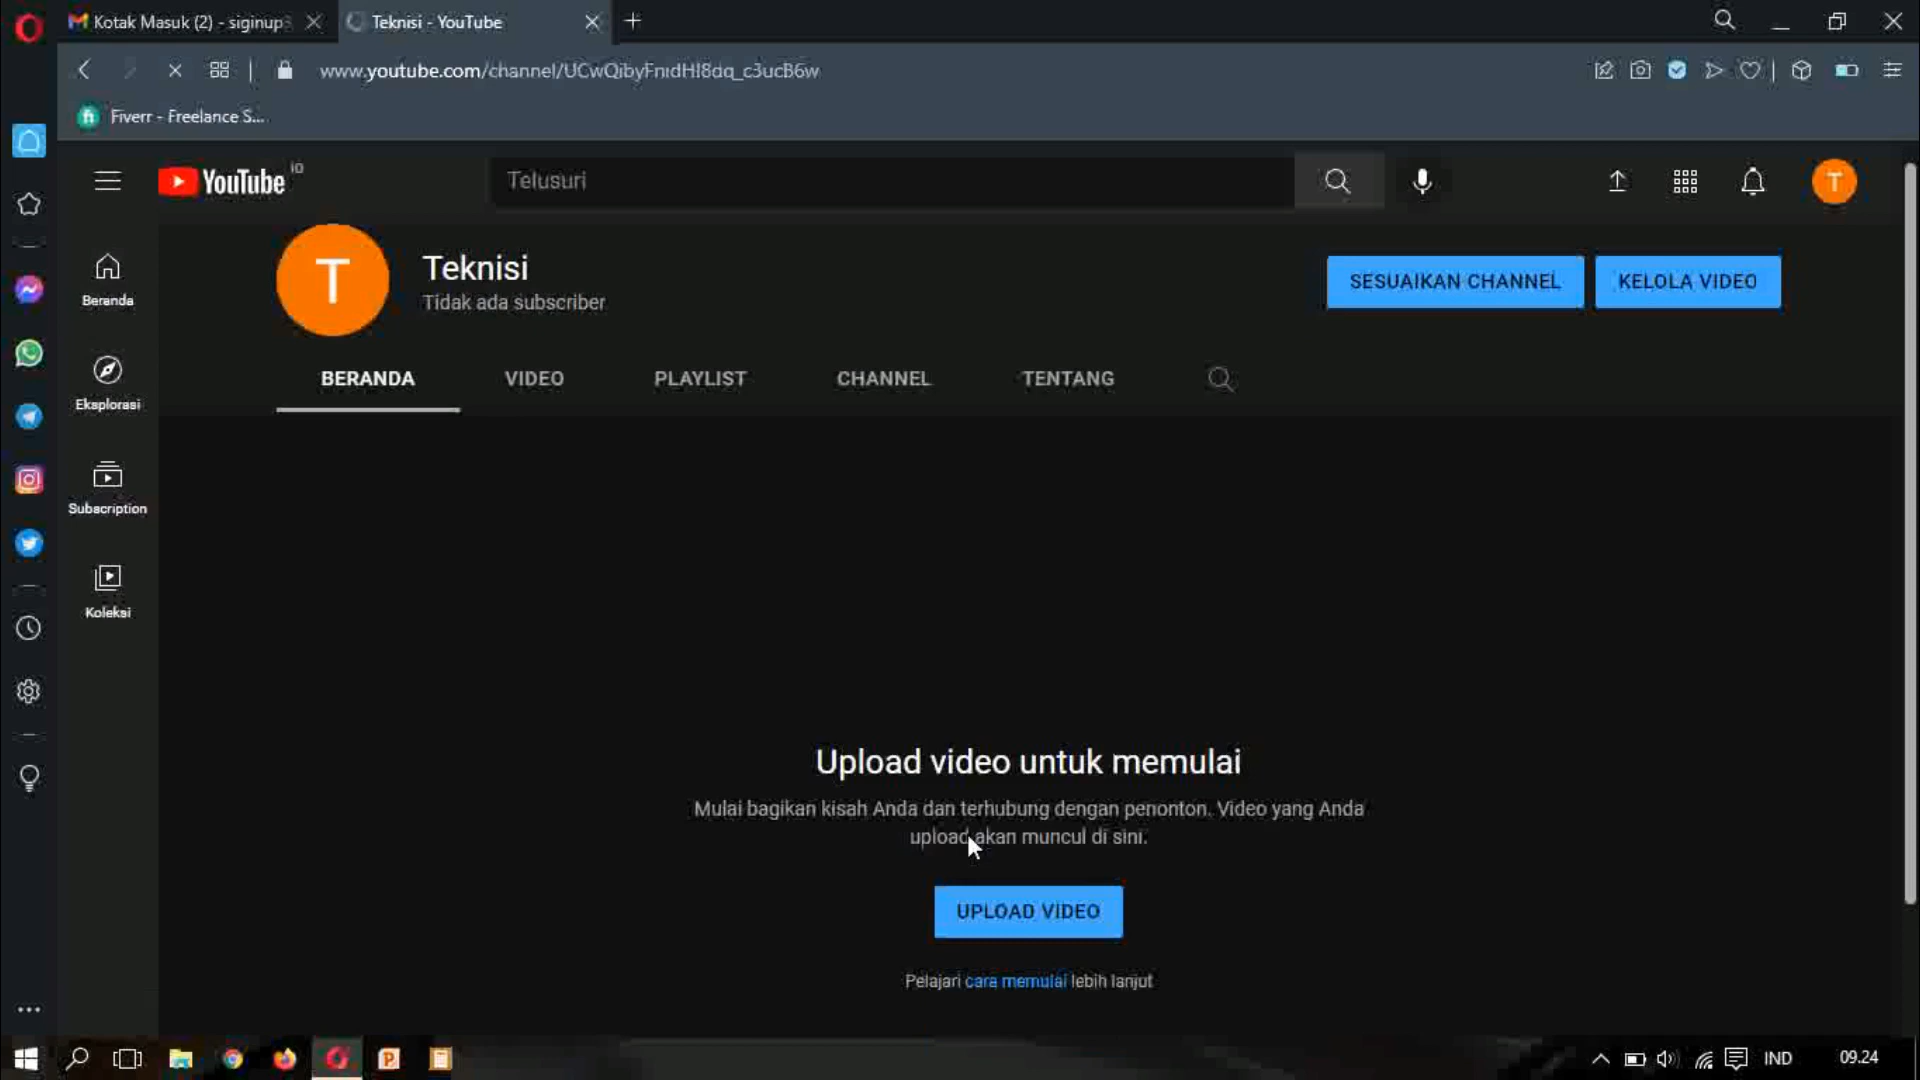 Kotak Masuk (2) - siginup
Teknisi - YouTube
www.youtube.com/channel/UCwQibyFnidHI8dq_c3ucB6w
Fiverr - Freelance S...
YouTube ID
Telusuri
T
T
Teknisi
Tidak ada subscriber
SESUAIKAN CHANNEL
KELOLA VIDEO
Beranda
Eksplorasi
Subscription
Koleksi
BERANDA
VIDEO
PLAYLIST
CHANNEL
TENTANG
Upload video untuk memulai
Mulai bagikan kisah Anda dan terhubung dengan penonton. Video yang Anda
upload akan muncul di sini.
UPLOAD VIDEO
Pelajari cara memulai lebih lanjut
IND
09.24